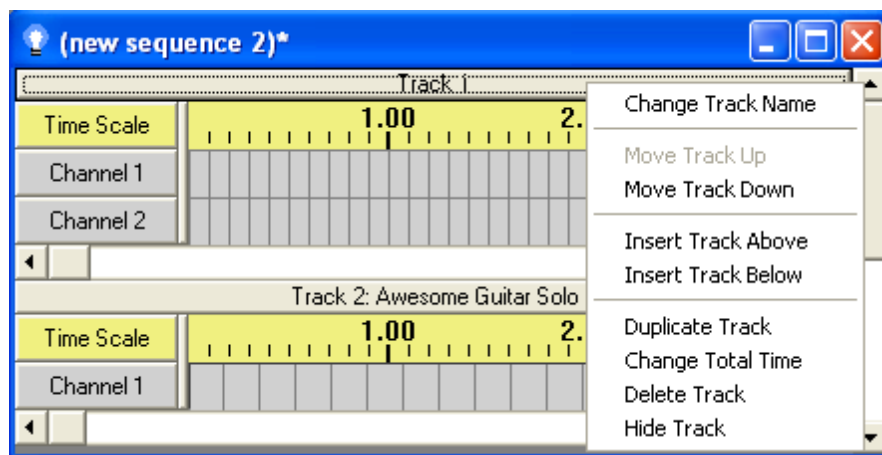 (new sequence 2)*
Track 1
Time Scale
1.00
2.
Channel 1
Channel 2
Track 2: Awesome Guitar Solo
Time Scale
1.00
2.
Channel 1
Change Track Name
Move Track Up
Move Track Down
Insert Track Above
Insert Track Below
Duplicate Track
Change Total Time
Delete Track
Hide Track